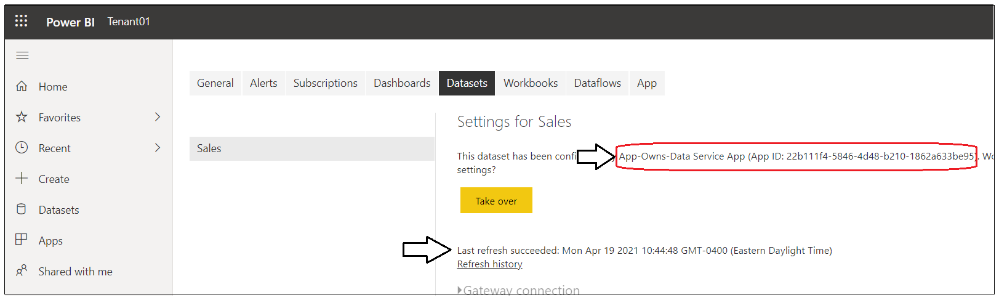 Power BI Tenant01
Home
Favorites
Recent
Create
Datasets
Apps
Shared with me
General Alerts Subscriptions Dashboards Datasets Workbooks Dataflows App
Sales
Settings for Sales
This dataset has been App-Owns-Data Service App (App ID: 22b111f4-5846-4d48-b210-1862a633be95).
settings?
Take over
Last refresh succeeded: Mon Apr 19 2021 10:44:48 GMT-0400 (Eastern Daylight Time)
Refresh history
Gateway connection